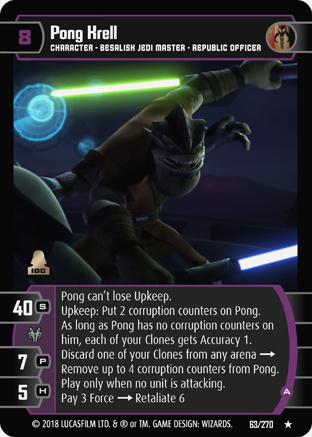 8
Pong Krell
CHARACTER - BESALISK JEDI MASTER - REPUBLIC OFFICER
IDC
40 S
7 P
5 H
Pong can't lose Upkeep.
Upkeep: Put 2 corruption counters on Pong.
As long as Pong has no corruption counters on
him, each of your Clones gets Accuracy 1.
Discard one of your Clones from any arena →
Remove up to 4 corruption counters from Pong.
Play only when no unit is attacking.
Pay 3 Force → Retaliate 6
A
© 2018 LUCASFILM LTD. & ® or TM. GAME DESIGN: WIZARDS.
63/270